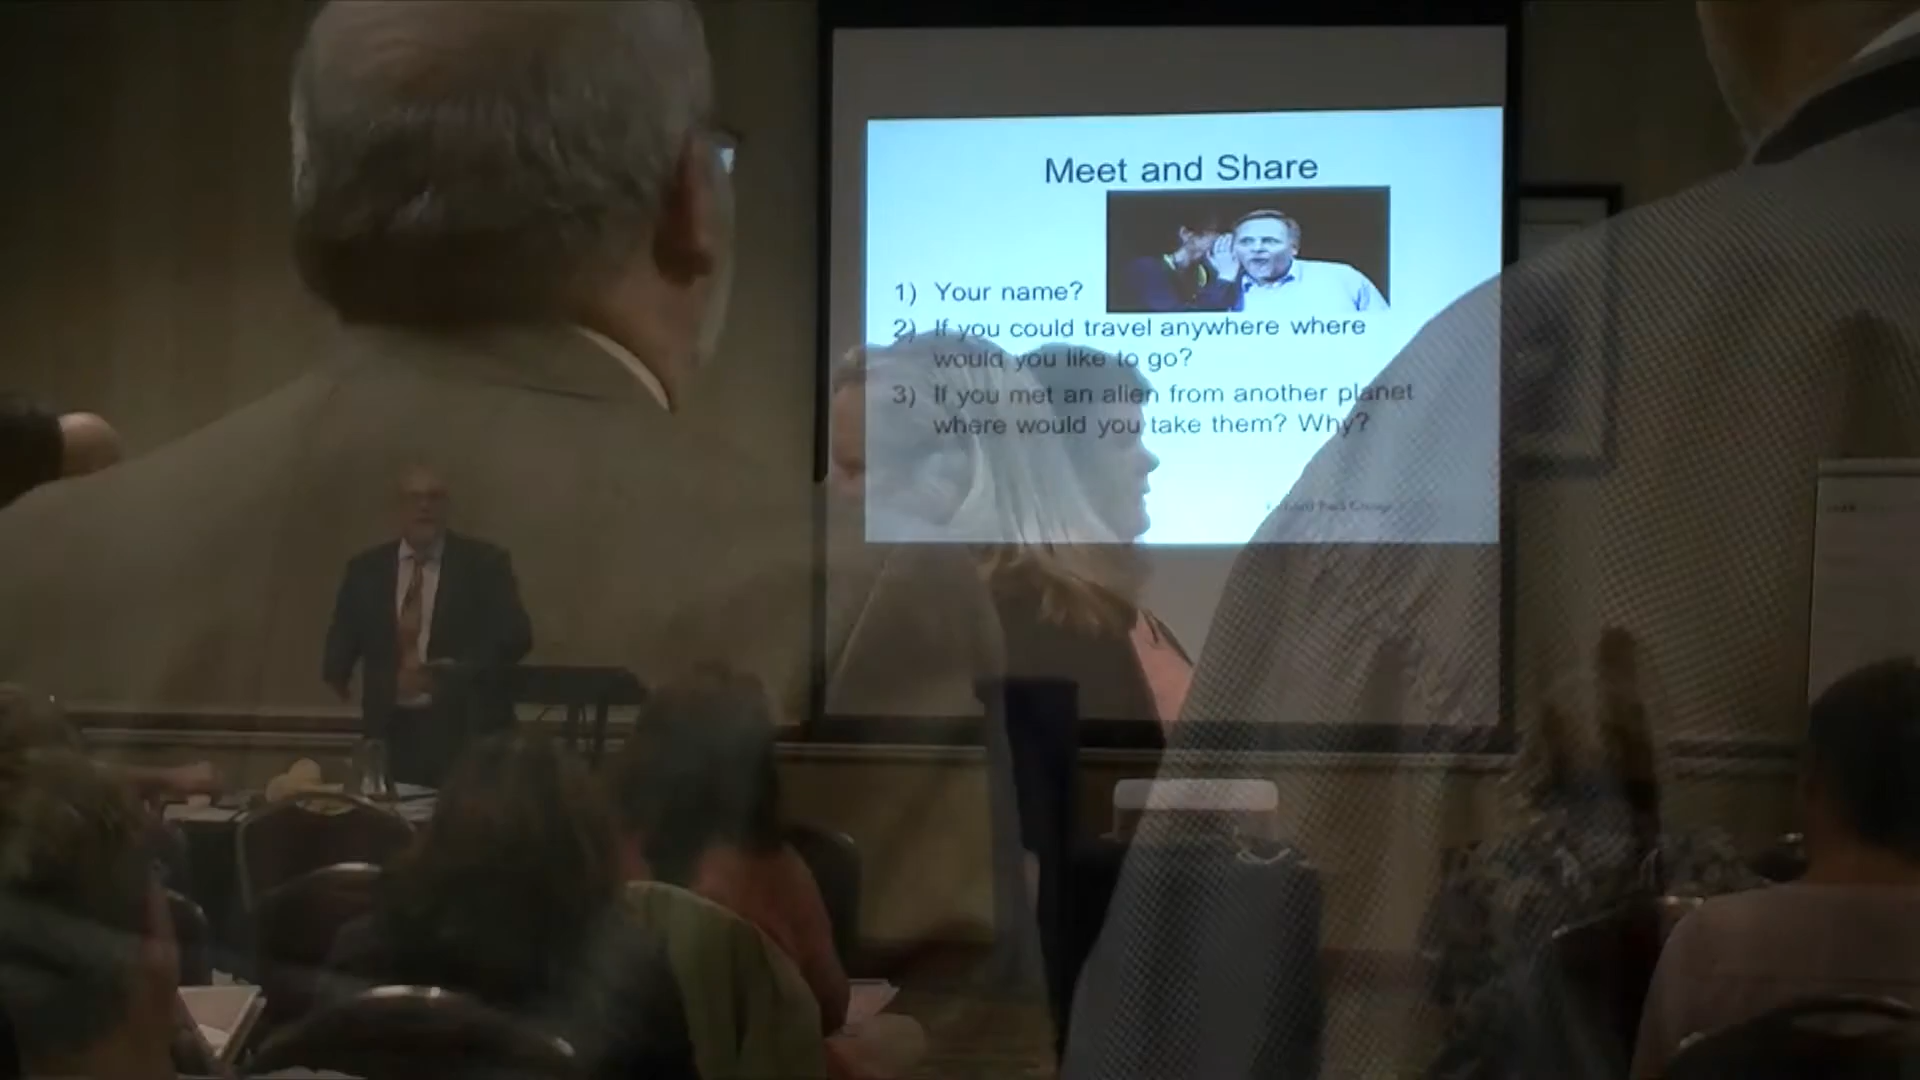 Meet and Share
1) Your name?
2) If you could travel anywhere where
would you like to go?
3) If you met an alien from another planet
where would you take them? Why?